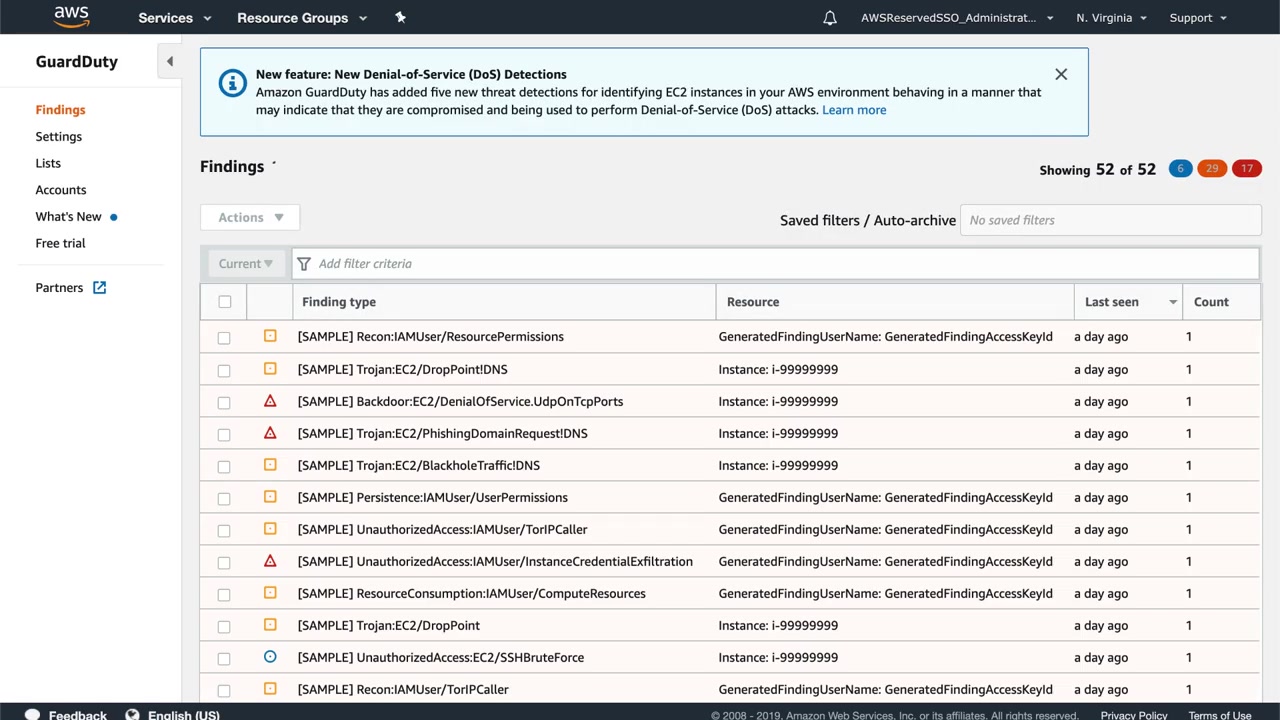 aws Services Resource Groups AWSReservedSSO_Administrat... N. Virginia Support
GuardDuty
Findings
Settings
Lists
Accounts
What's New
Free trial
Partners
New feature: New Denial-of-Service (DoS) Detections
Amazon GuardDuty has added five new threat detections for identifying EC2 instances in your AWS environment behaving in a manner that
may indicate that they are compromised and being used to perform Denial-of-Service (DoS) attacks. Learn more
Findings
Showing 52 of 52 6 29 17
Actions
Saved filters / Auto-archive No saved filters
Current Add filter criteria
Finding type Resource Last seen Count
[SAMPLE] Recon:IAMUser/ResourcePermissions GeneratedFindingUserName: GeneratedFindingAccessKeyId a day ago 1
[SAMPLE] Trojan:EC2/DropPoint!DNS Instance: i-99999999 a day ago 1
[SAMPLE] Backdoor:EC2/DenialOfService.UdpOnTcpPorts Instance: i-99999999 a day ago 1
[SAMPLE] Trojan:EC2/PhishingDomainRequest!DNS Instance: i-99999999 a day ago 1
[SAMPLE] Trojan:EC2/BlackholeTraffic!DNS Instance: i-99999999 a day ago 1
[SAMPLE] Persistence:IAMUser/UserPermissions GeneratedFindingUserName: GeneratedFindingAccessKeyId a day ago 1
[SAMPLE] UnauthorizedAccess:IAMUser/TorIPCaller GeneratedFindingUserName: GeneratedFindingAccessKeyId a day ago 1
[SAMPLE] UnauthorizedAccess:IAMUser/InstanceCredentialExfiltration GeneratedFindingUserName: GeneratedFindingAccessKeyId a day ago 1
[SAMPLE] ResourceConsumption:IAMUser/ComputeResources GeneratedFindingUserName: GeneratedFindingAccessKeyId a day ago 1
[SAMPLE] Trojan:EC2/DropPoint Instance: i-99999999 a day ago 1
[SAMPLE] UnauthorizedAccess:EC2/SSHBruteForce Instance: i-99999999 a day ago 1
[SAMPLE] Recon:IAMUser/TorIPCaller GeneratedFindingUserName: GeneratedFindingAccessKeyId a day ago 1
Feedback English (US) © 2008 - 2019, Amazon Web Services, Inc. or its affiliates. All rights reserved. Privacy Policy Terms of Use